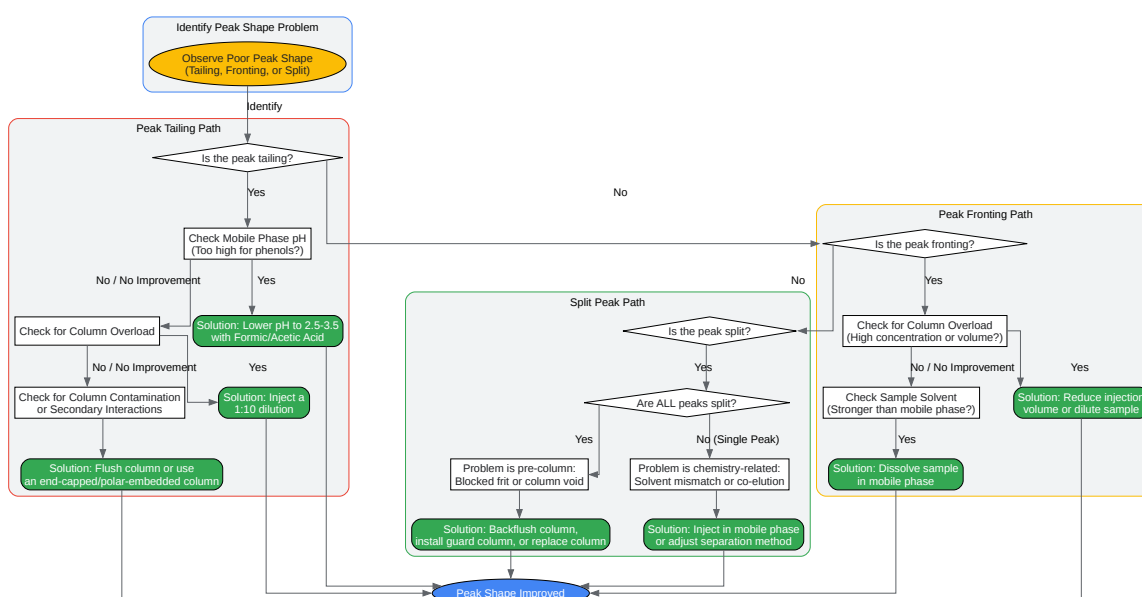 Identify Peak Shape Problem
Observe Poor Peak Shape
(Tailing, Fronting, or Split)
Identify
Peak Tailing Path
Is the peak tailing?
Yes
No
Check Mobile Phase pH
(Too high for phenols?)
No / No Improvement
Yes
Check for Column Overload
Solution: Lower pH to 2.5-3.5
with Formic/Acetic Acid
No / No Improvement
Yes
Check for Column Contamination
or Secondary Interactions
Solution: Inject a
1:10 dilution
Solution: Flush column or use
an end-capped/polar-embedded column
Peak Fronting Path
Is the peak fronting?
No
Yes
Check for Column Overload
(High concentration or volume?)
No / No Improvement
Yes
Check Sample Solvent
(Stronger than mobile phase?)
Solution: Reduce injection
volume or dilute sample
Yes
Solution: Dissolve sample
in mobile phase
Split Peak Path
Is the peak split?
Yes
Are ALL peaks split?
Yes
No (Single Peak)
Problem is pre-column:
Blocked frit or column void
Problem is chemistry-related:
Solvent mismatch or co-elution
Solution: Backflush column,
install guard column, or replace column
Solution: Inject in mobile phase
or adjust separation method
Peak Shape Improved